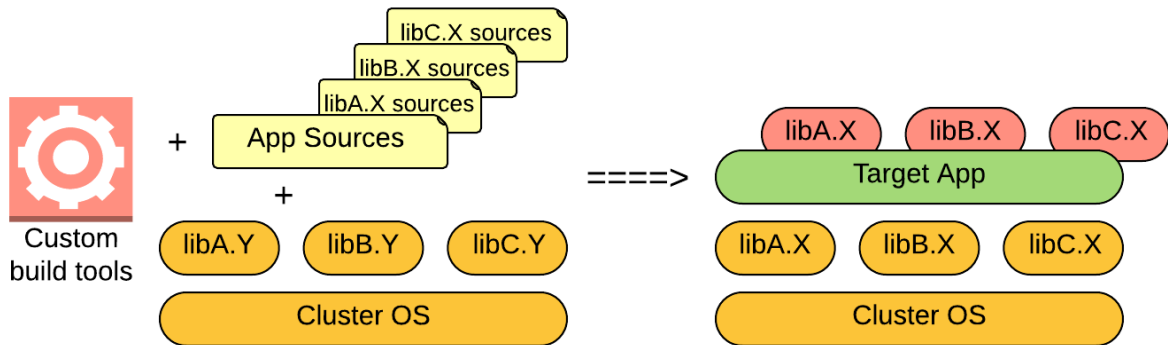 libC.X sources
libB.X sources
libA.X sources
App Sources
+
+
Custom
build tools
libA.Y
libB.Y
libC.Y
Cluster OS
====>
libA.X
libB.X
libC.X
Target App
libA.X
libB.X
libC.X
Cluster OS